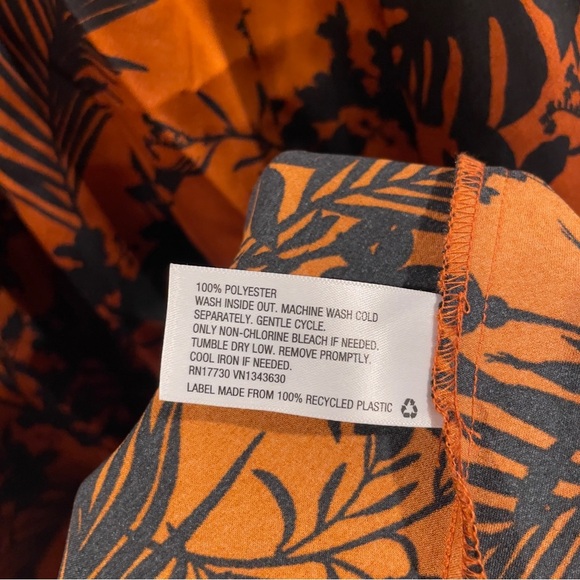 100% POLYESTER
WASH INSIDE OUT. MACHINE WASH COLD
SEPARATELY. GENTLE CYCLE.
ONLY NON-CHLORINE BLEACH IF NEEDED.
TUMBLE DRY LOW. REMOVE PROMPTLY.
COOL IRON IF NEEDED.
RN17730 VN1343630
LABEL MADE FROM 100% RECYCLED PLASTIC